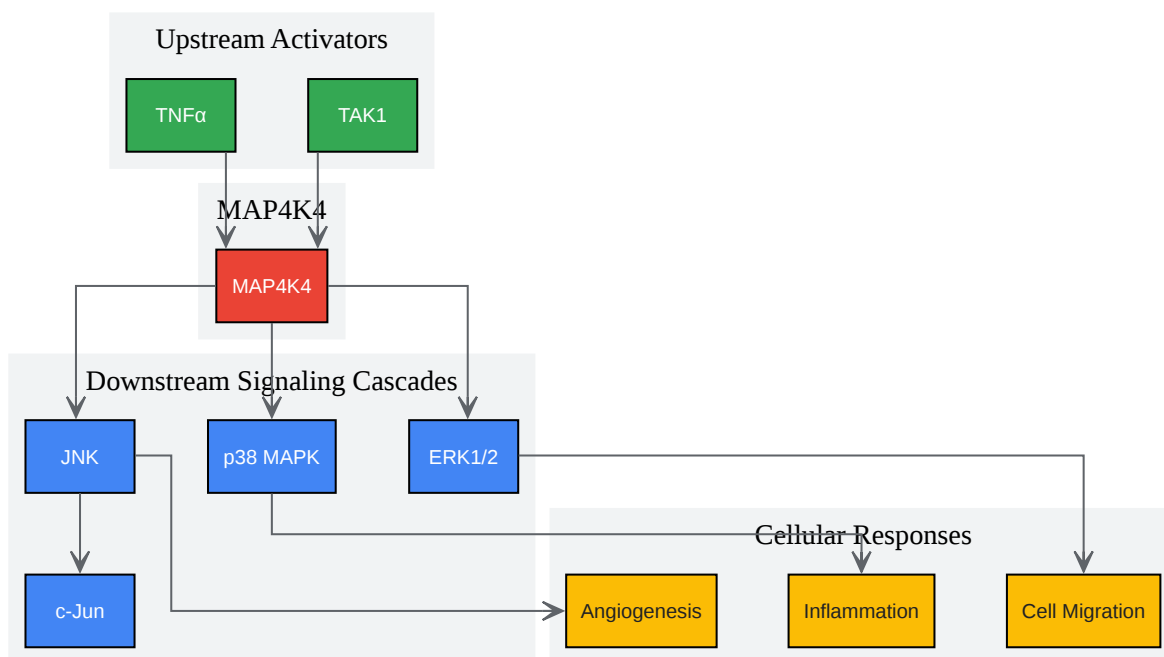 Upstream Activators
TNFα
TAK1
MAP4K4
MAP4K4
Downstream Signaling Cascades
JNK
p38 MAPK
ERK1/2
Cellular Responses
c-Jun
Angiogenesis
Inflammation
Cell Migration